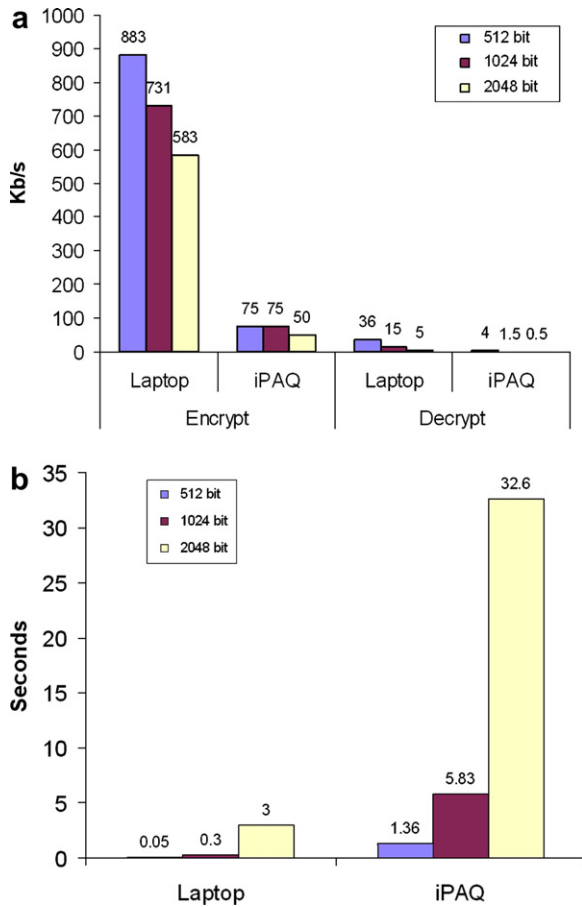 a
1000
900
800
700
600
500
400
300
200
100
0
Kb/s
883
731
583
75 75 50
36 15 5
4 1.5 0.5
512 bit
1024 bit
2048 bit
Laptop iPAQ Laptop iPAQ
Encrypt Decrypt
b
35
30
25
20
15
10
5
0
Seconds
512 bit
1024 bit
2048 bit
0.05 0.3 3
1.36 5.83 32.6
Laptop iPAQ